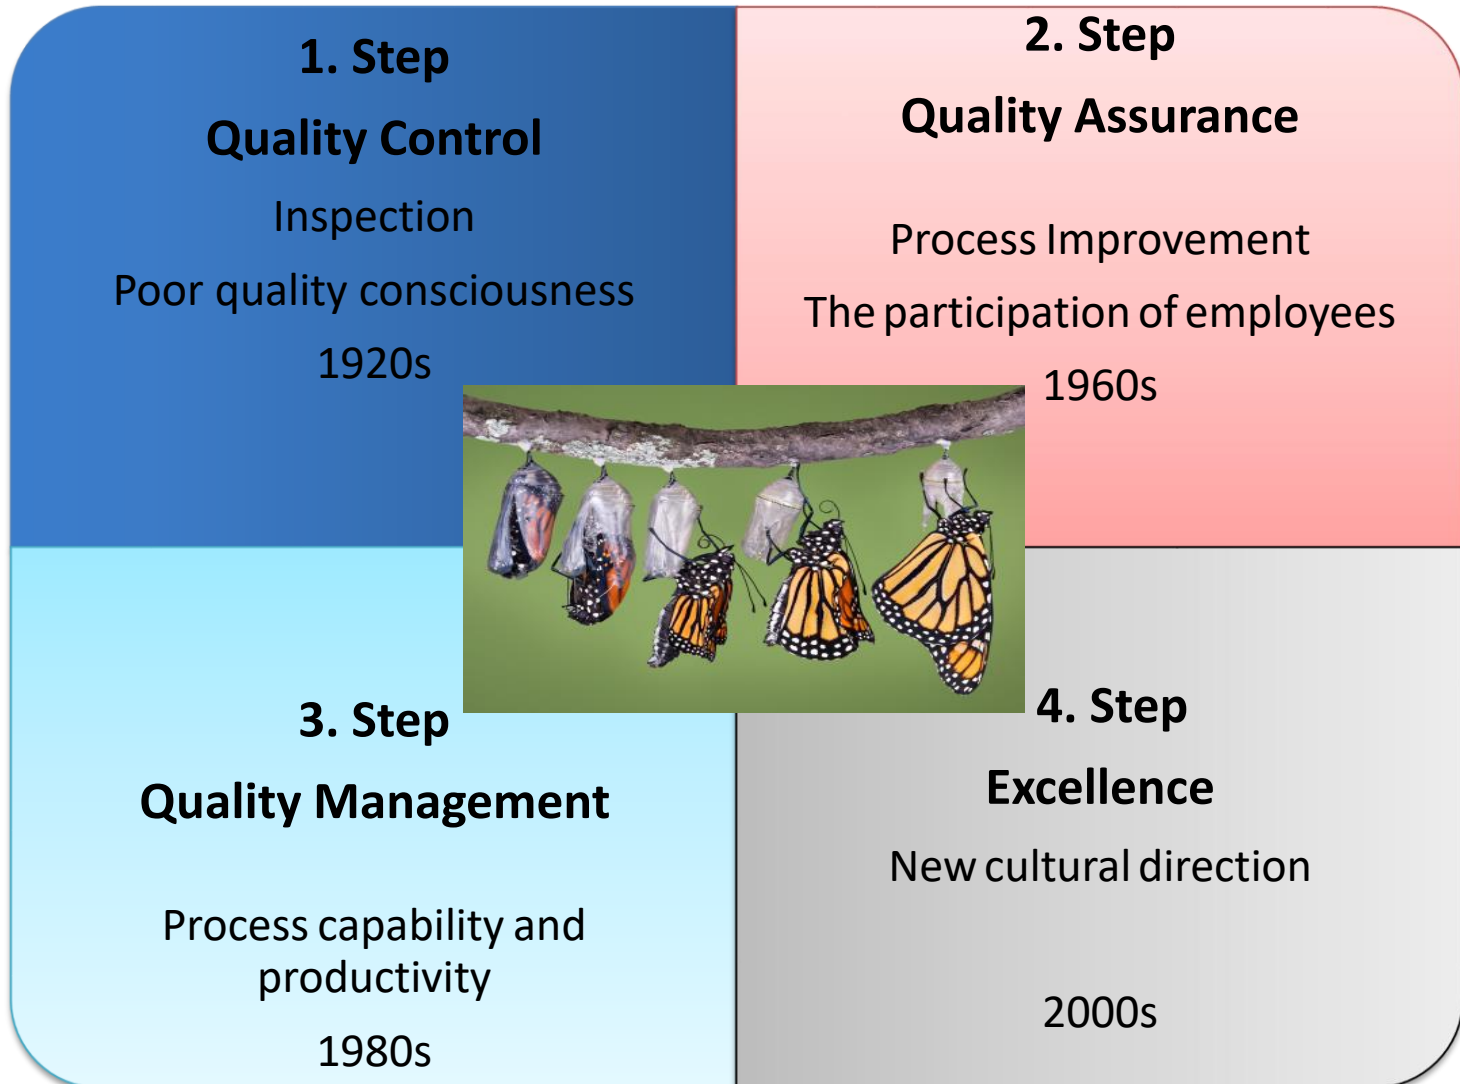 1. Step
Quality Control
Inspection
Poor quality consciousness
1920s
2. Step
Quality Assurance
Process Improvement
The participation of employees
1960s
3. Step
Quality Management
Process capability and
productivity
1980s
4. Step
Excellence
New cultural direction
2000s